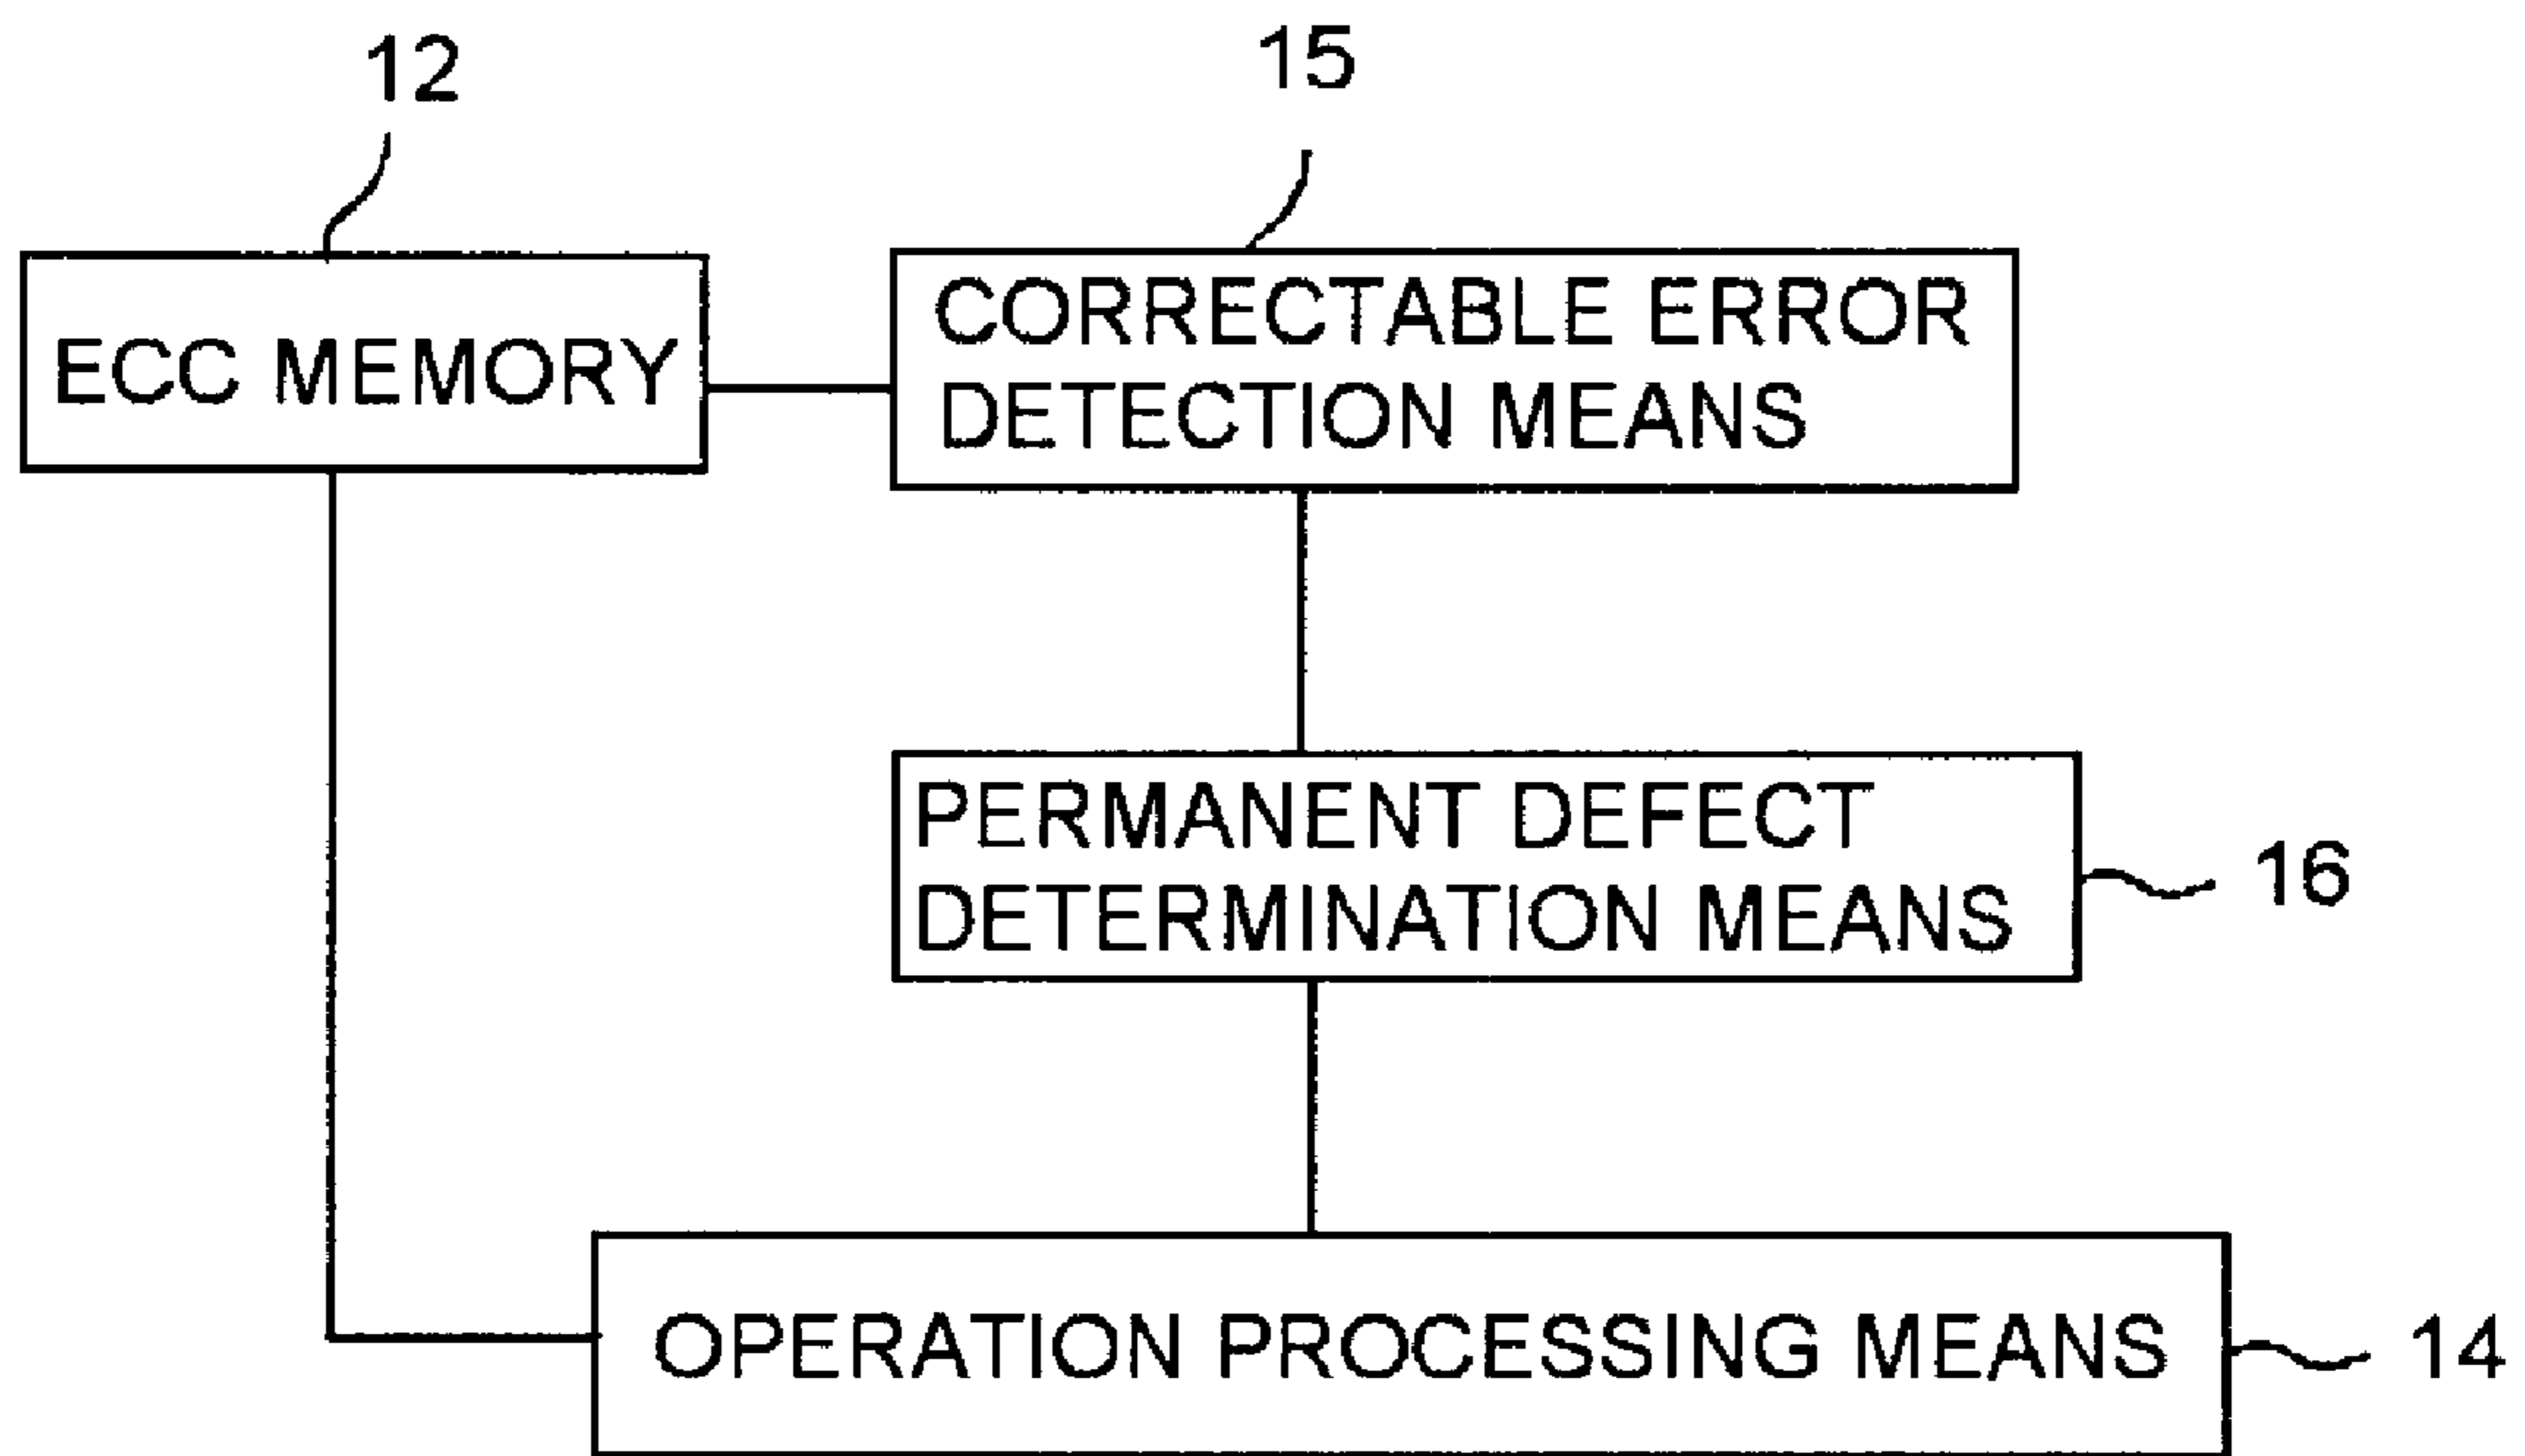 12
15
ECC MEMORY
CORRECTABLE ERROR
DETECTION MEANS
PERMANENT DEFECT
DETERMINATION MEANS
16
OPERATION PROCESSING MEANS
14